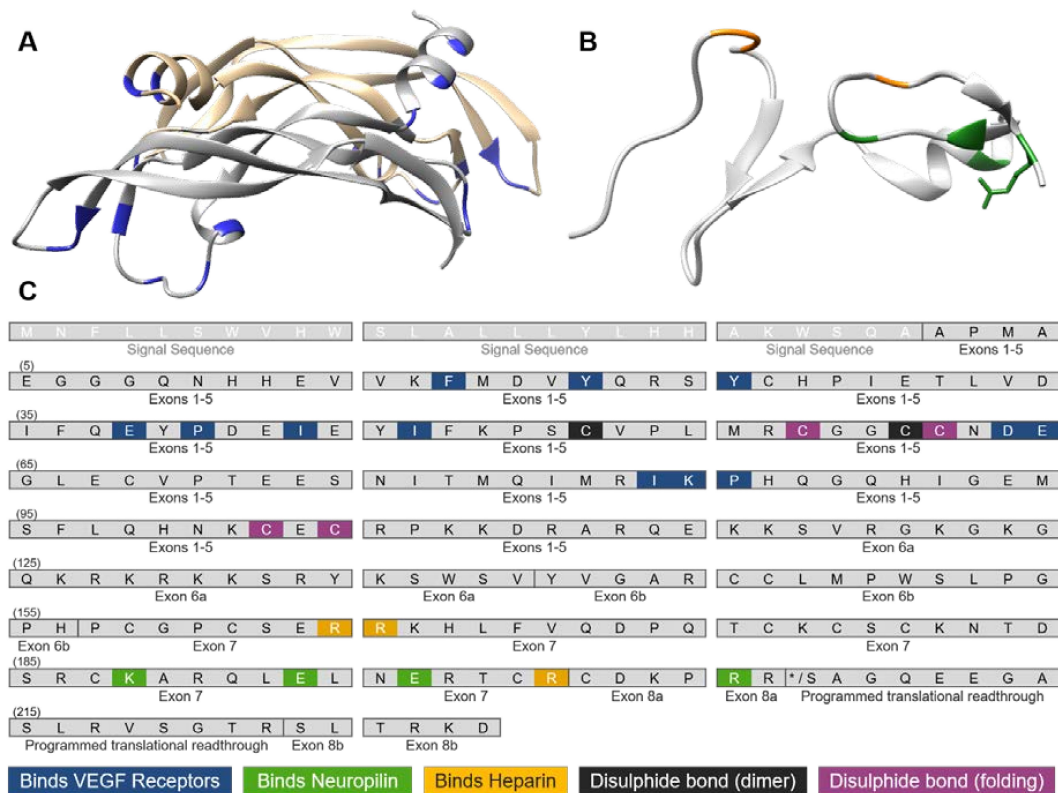 A
B
C
M N F L L S W V H W S L A L L L Y L H H A K W S Q A A P M A
Signal Sequence Signal Sequence Signal Sequence Exons 1-5
(5)
E G G G Q N H H E V V K F M D V Y Q R S Y C H P I E T L V D
Exons 1-5 Exons 1-5 Exons 1-5
(35)
I F Q E Y P D E I E Y I F K P S C V P L M R C G G C C N D E
Exons 1-5 Exons 1-5 Exons 1-5
(65)
G L E C V P T E E S N I T M Q I M R I K P H Q G Q H I G E M
Exons 1-5 Exons 1-5 Exons 1-5
(95)
S F L Q H N K C E C R P K K D R A R Q E K K S V R G K G K G
Exons 1-5 Exons 1-5 Exon 6a
(125)
Q K R K R K K S R Y K S W S V Y V G A R C C L M P W S L P G
Exon 6a Exon 6a Exon 6b Exon 6b
(155)
P H P C G P C S E R R K H L F V Q D P Q T C K C S C K N T D
Exon 6b Exon 7 Exon 7 Exon 7
(185)
S R C K A R Q L E L N E R T C R C D K P R R */S A G Q E E G A
Exon 7 Exon 7 Exon 8a Exon 8a Programmed translational readthrough
(215)
S L R V S G T R S L T R K D
Programmed translational readthrough Exon 8b Exon 8b
Binds VEGF Receptors Binds Neuropilin Binds Heparin Disulphide bond (dimer) Disulphide bond (folding)